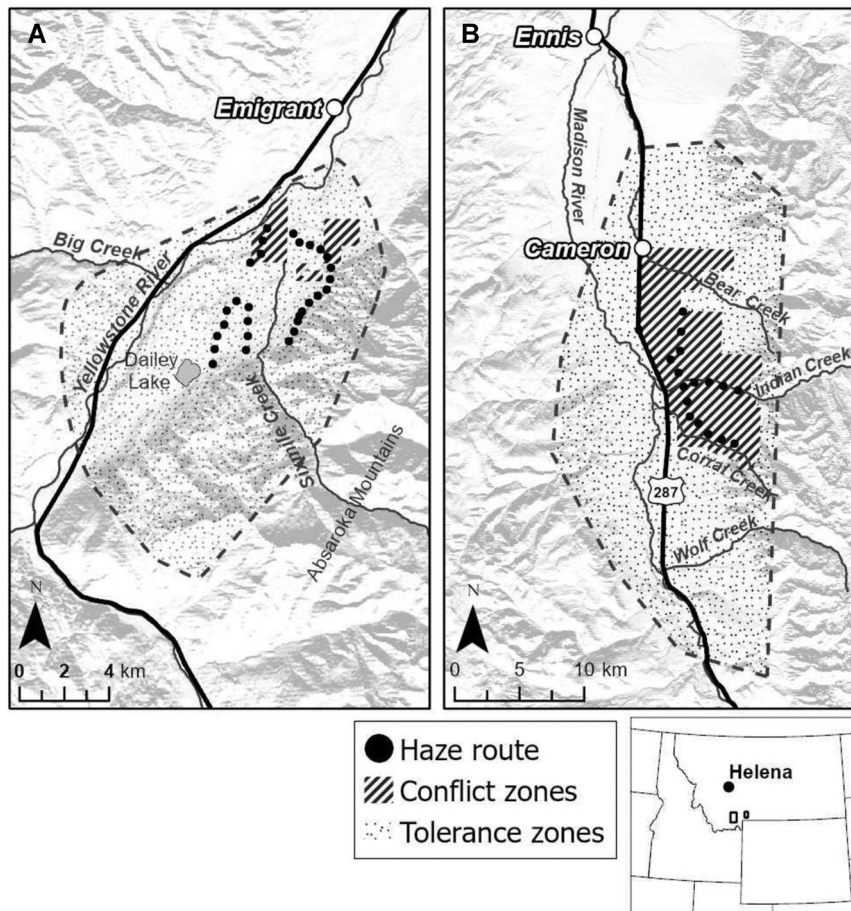 A
Emigrant
Big Creek
Yellowstone River
Dailey
Lake
Sixmile Creek
Absaroka Mountains
N
0 2 4 km
B
Ennis
Madison River
Cameron
Bear Creek
Indian Creek
Corral Creek
287
Wolf Creek
N
0 5 10 km
Haze route
Conflict zones
Tolerance zones
Helena